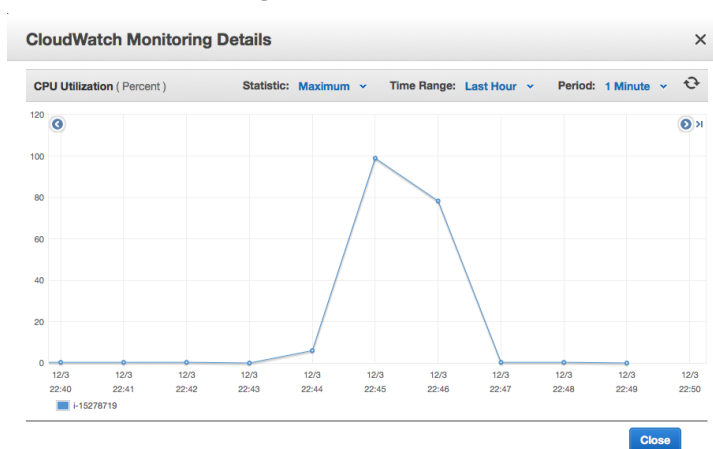 CloudWatch Monitoring Details ×
CPU Utilization ( Percent ) Statistic: Maximum Time Range: Last Hour Period: 1 Minute
120
100
80
60
40
20
0
12/3 12/3 12/3 12/3 12/3 12/3 12/3 12/3 12/3 12/3 12/3
22:40 22:41 22:42 22:43 22:44 22:45 22:46 22:47 22:48 22:49 22:50
i-15278719
Close